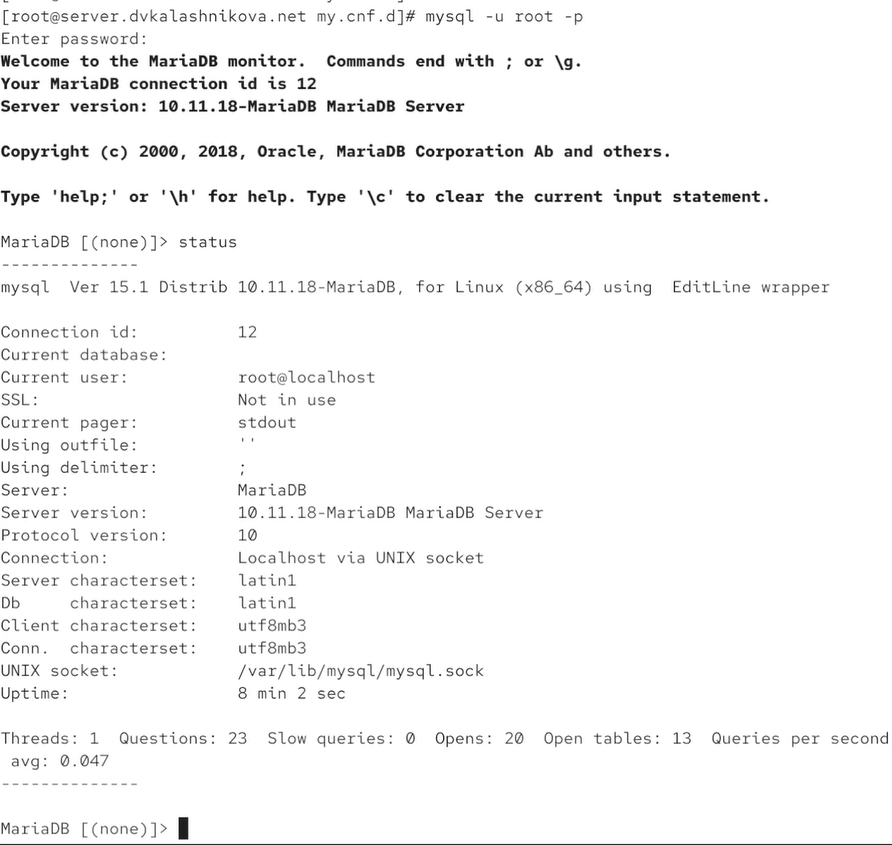 [root@server.dvkalashnikova.net my.cnf.d]# mysql -u root -p
Enter password:
Welcome to the MariaDB monitor.  Commands end with ; or \g.
Your MariaDB connection id is 12
Server version: 10.11.18-MariaDB MariaDB Server

Copyright (c) 2000, 2018, Oracle, MariaDB Corporation Ab and others.

Type 'help;' or '\h' for help. Type '\c' to clear the current input statement.

MariaDB [(none)]> status
--------------
mysql  Ver 15.1 Distrib 10.11.18-MariaDB, for Linux (x86_64) using  EditLine wrapper

Connection id:          12
Current database:
Current user:           root@localhost
SSL:                    Not in use
Current pager:          stdout
Using outfile:          ''
Using delimiter:        ;
Server:                 MariaDB
Server version:         10.11.18-MariaDB MariaDB Server
Protocol version:       10
Connection:             Localhost via UNIX socket
Server characterset:    latin1
Db     characterset:    latin1
Client characterset:    utf8mb3
Conn.  characterset:    utf8mb3
UNIX socket:            /var/lib/mysql/mysql.sock
Uptime:                 8 min 2 sec

Threads: 1  Questions: 23  Slow queries: 0  Opens: 20  Open tables: 13  Queries per second
 avg: 0.047
--------------

MariaDB [(none)]>